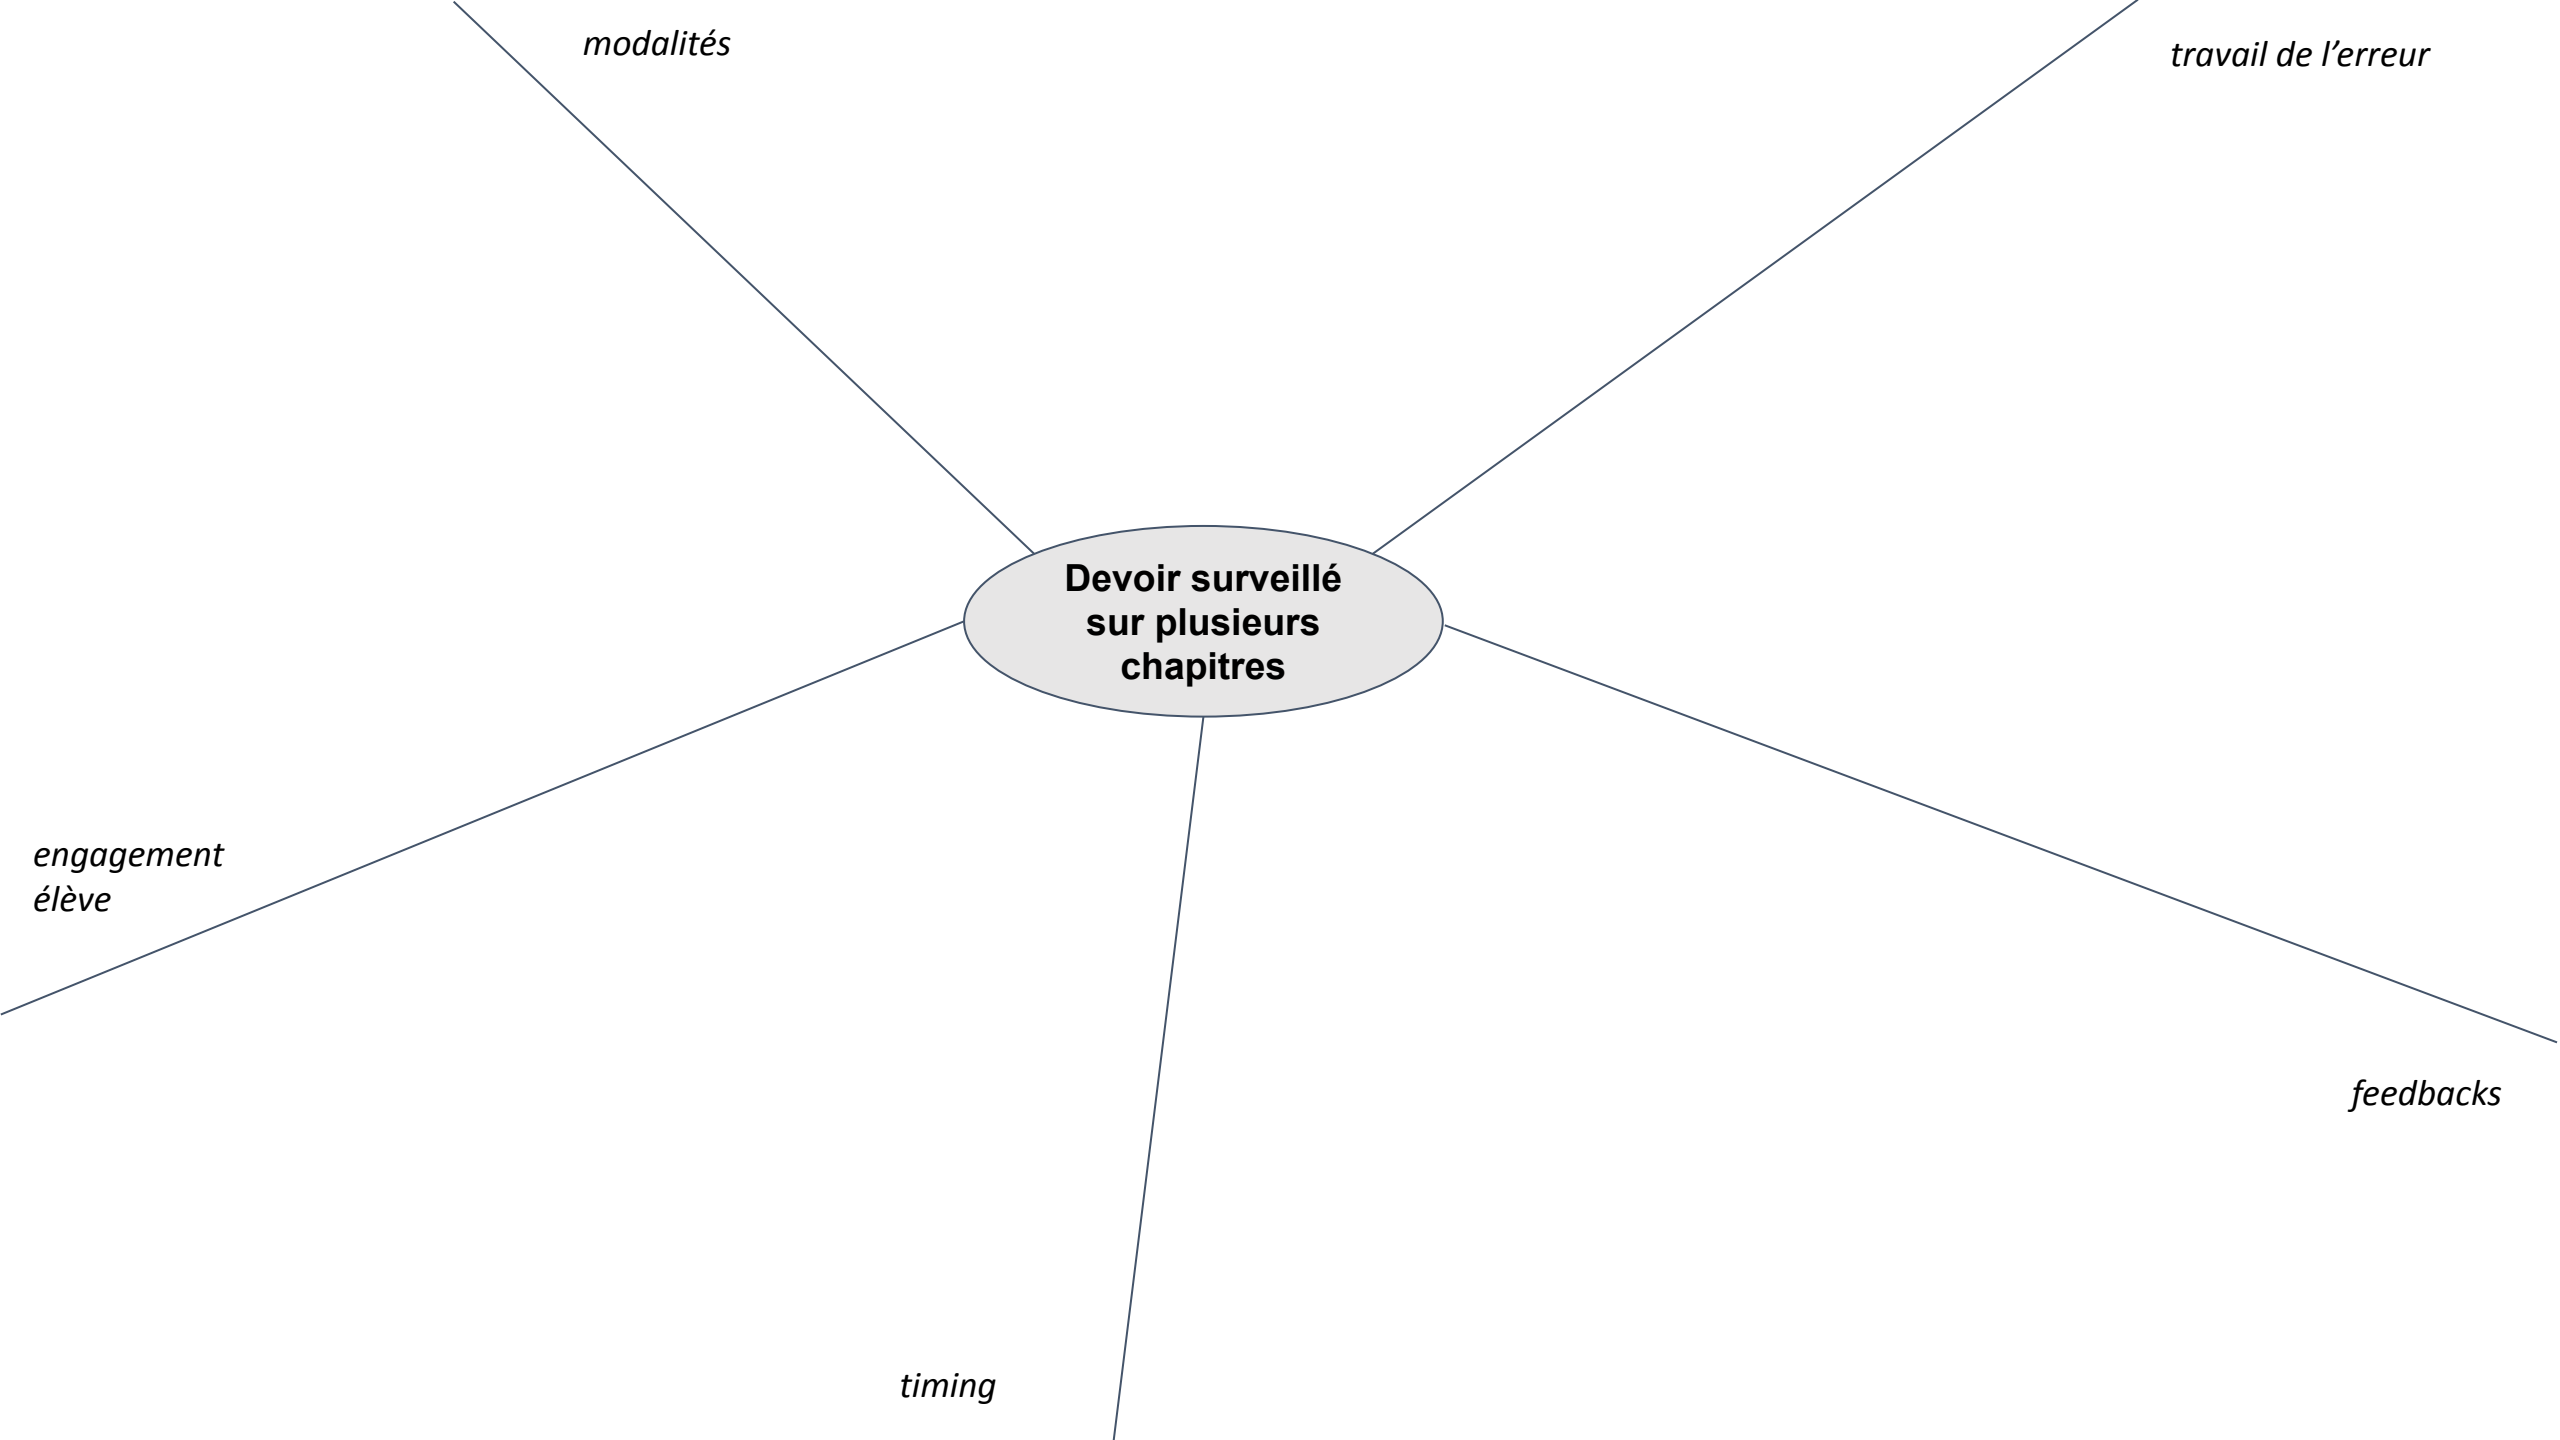 modalités
travail de l’erreur
Devoir surveillé
sur plusieurs
chapitres
engagement
élève
feedbacks
timing